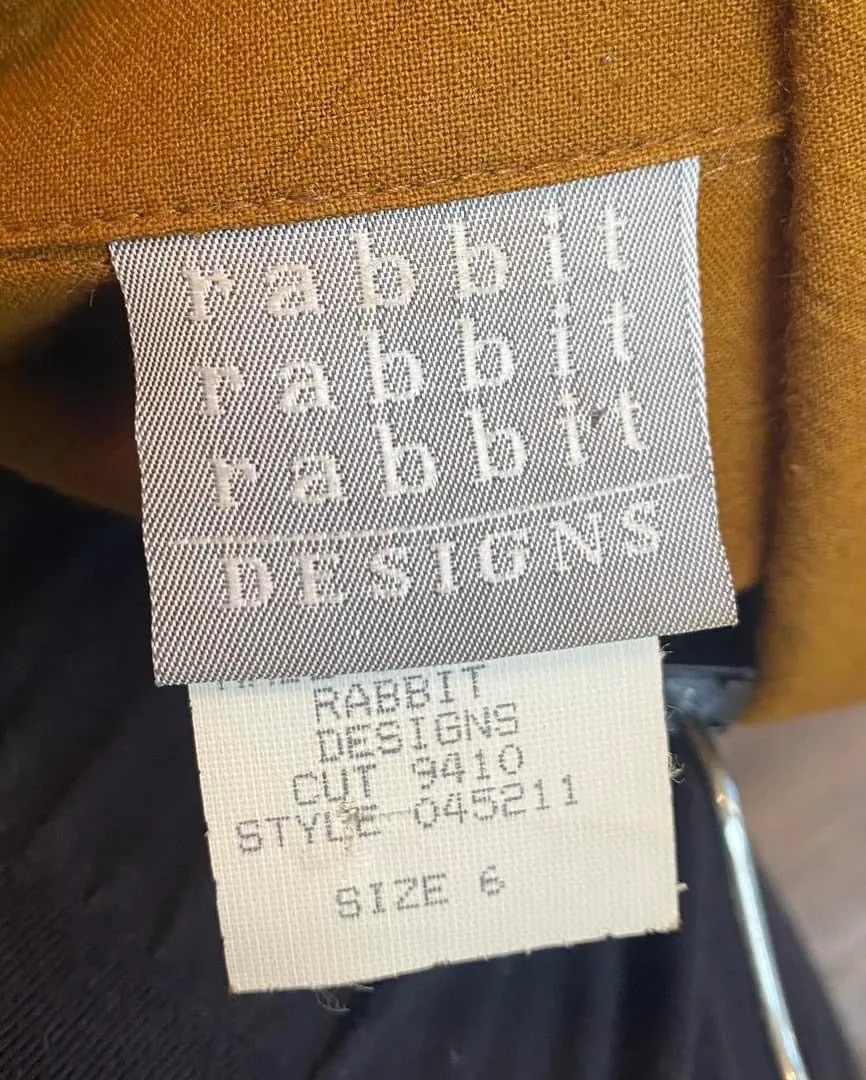 rabbit
rabbit
rabbit
DESIGNS
RABBIT
DESIGNS
CUT 9410
STYLE 045211
SIZE 6